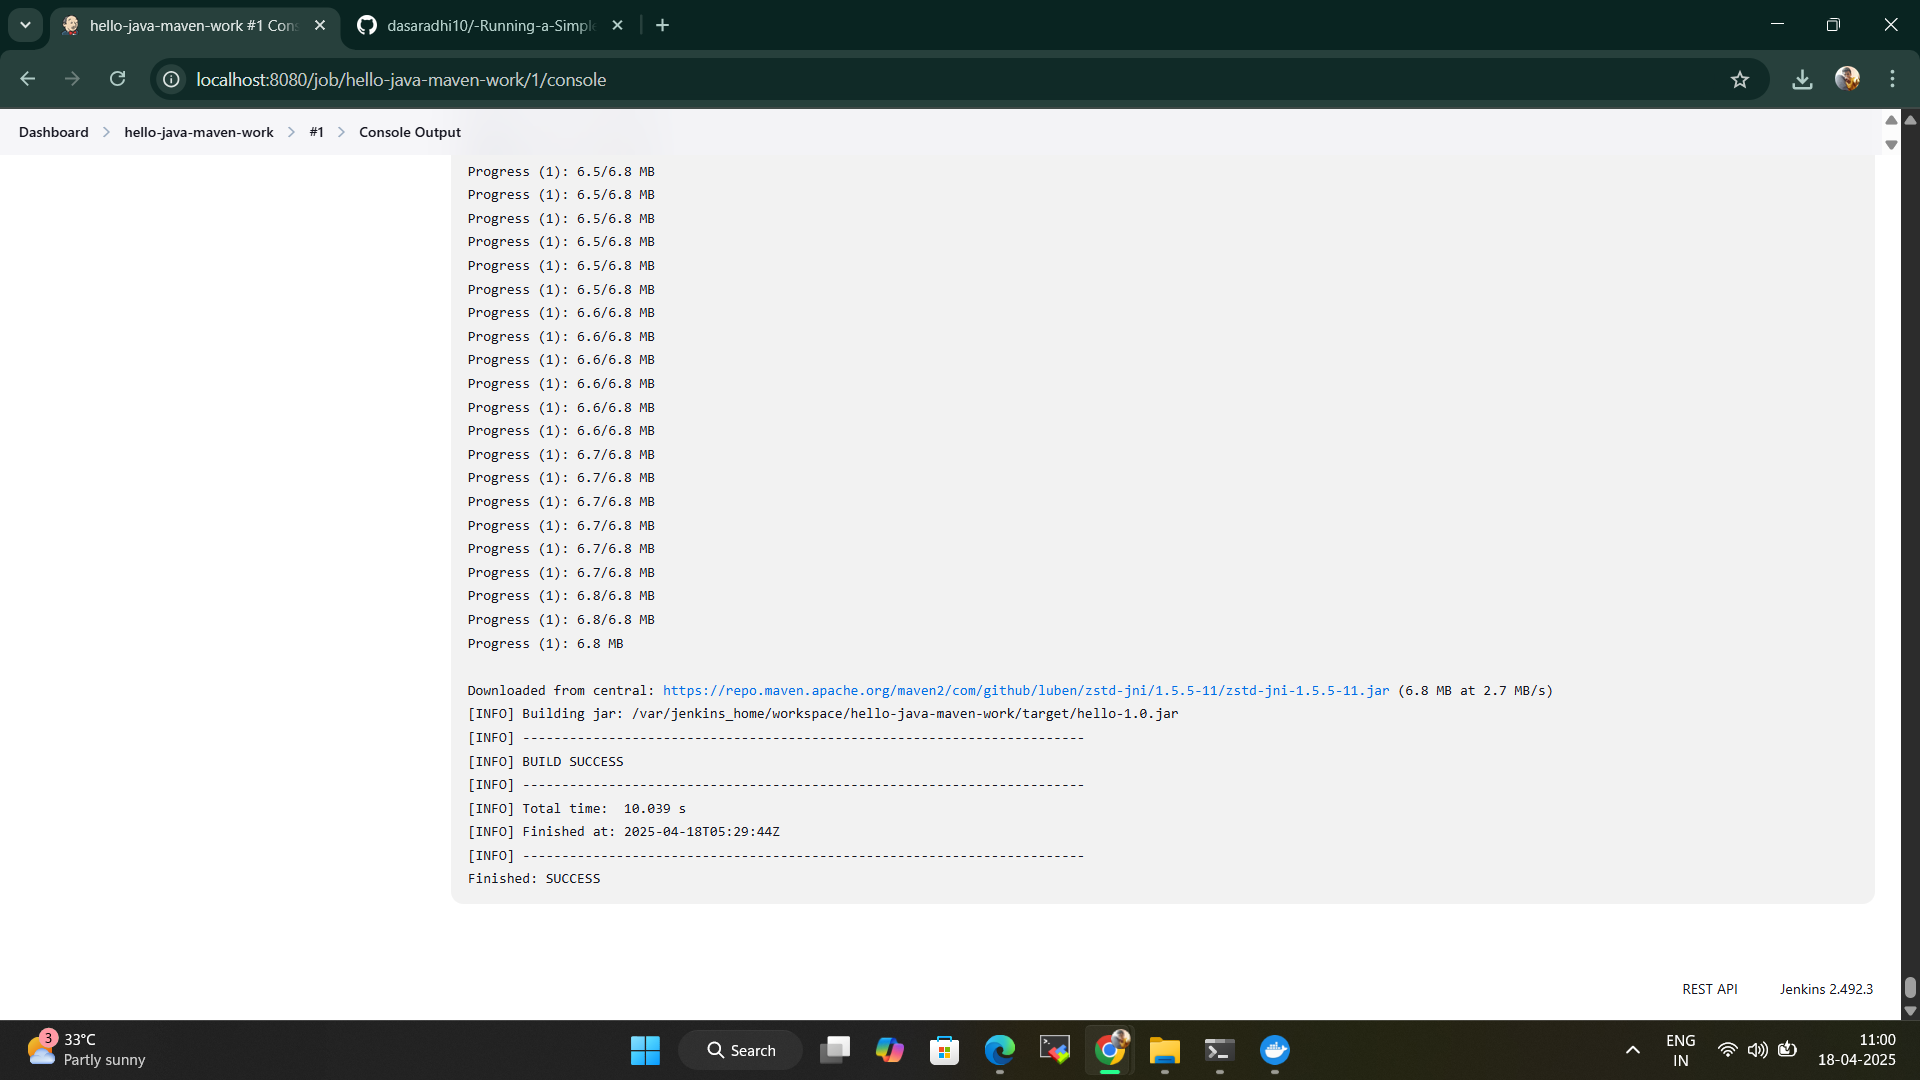 hello-java-maven-work #1 Cons
dasaradhi10/-Running-a-Simple
localhost:8080/job/hello-java-maven-work/1/console
Dashboard
hello-java-maven-work
#1
Console Output
Progress (1): 6.5/6.8 MB
Progress (1): 6.5/6.8 MB
Progress (1): 6.5/6.8 MB
Progress (1): 6.5/6.8 MB
Progress (1): 6.5/6.8 MB
Progress (1): 6.5/6.8 MB
Progress (1): 6.6/6.8 MB
Progress (1): 6.6/6.8 MB
Progress (1): 6.6/6.8 MB
Progress (1): 6.6/6.8 MB
Progress (1): 6.6/6.8 MB
Progress (1): 6.6/6.8 MB
Progress (1): 6.7/6.8 MB
Progress (1): 6.7/6.8 MB
Progress (1): 6.7/6.8 MB
Progress (1): 6.7/6.8 MB
Progress (1): 6.7/6.8 MB
Progress (1): 6.7/6.8 MB
Progress (1): 6.8/6.8 MB
Progress (1): 6.8/6.8 MB
Progress (1): 6.8 MB
Downloaded from central: https://repo.maven.apache.org/maven2/com/github/luben/zstd-jni/1.5.5-11/zstd-jni-1.5.5-11.jar (6.8 MB at 2.7 MB/s)
[INFO] Building jar: /var/jenkins_home/workspace/hello-java-maven-work/target/hello-1.0.jar
[INFO] ------------------------------------------------------------------------
[INFO] BUILD SUCCESS
[INFO] ------------------------------------------------------------------------
[INFO] Total time:  10.039 s
[INFO] Finished at: 2025-04-18T05:29:44Z
[INFO] ------------------------------------------------------------------------
Finished: SUCCESS
REST API
Jenkins 2.492.3
3
33°C
Partly sunny
Search
ENG
IN
11:00
18-04-2025